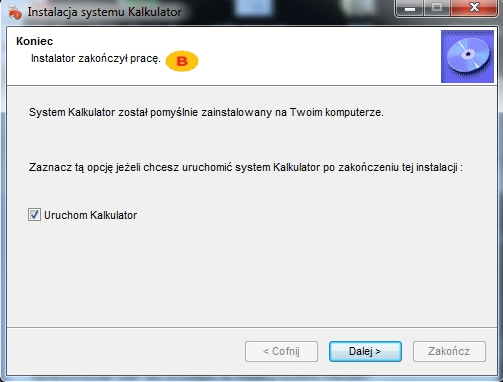 Instalacja systemu Kalkulator
Koniec
Instalator zakończył pracę.
B
System Kalkulator został pomyślnie zainstalowany na Twoim komputerze.
Zaznacz tą opcję jeżeli chcesz uruchomić system Kalkulator po zakończeniu tej instalacji :
Uruchom Kalkulator
< Cofnij
Dalej >
Zakończ